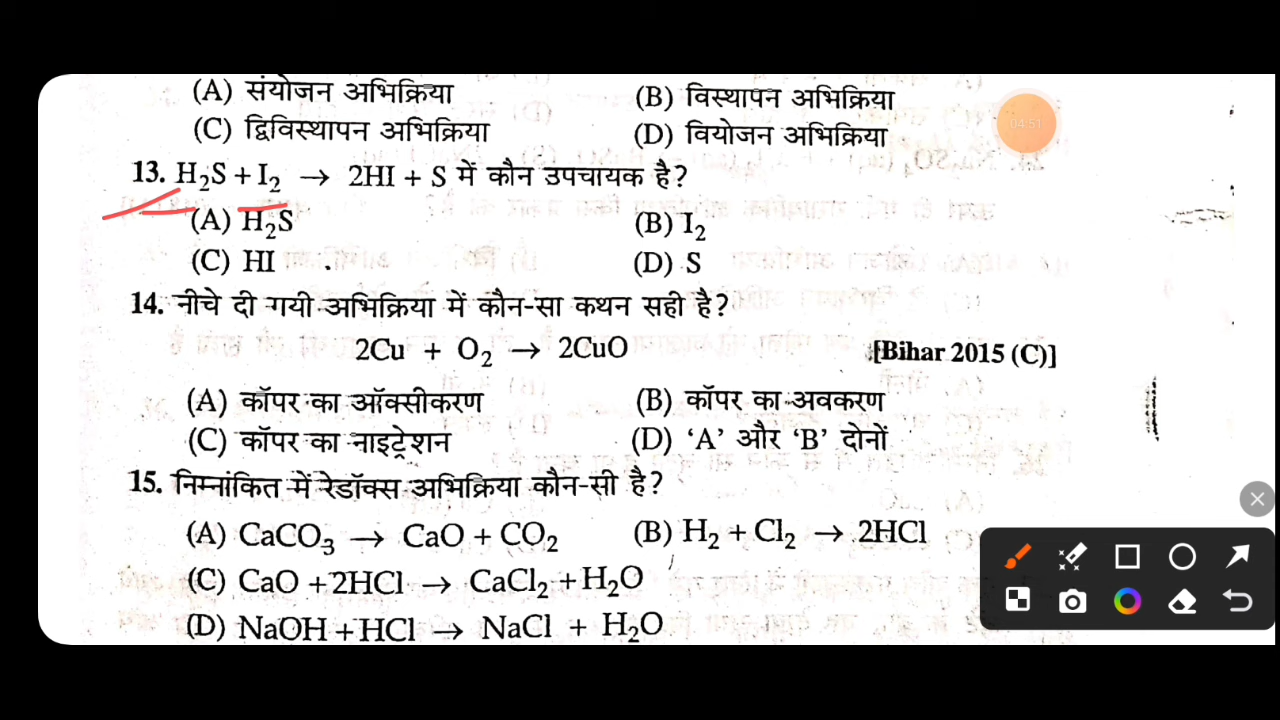 (A) संयोजन अभिक्रिया (B) विस्थापन अभिक्रिया
(C) द्विविस्थापन अभिक्रिया (D) वियोजन अभिक्रिया
04:51
13. H₂S + I₂ → 2HI + S में कौन उपचायक है?
(A) H₂S (B) I₂
(C) HI (D) S
14. नीचे दी गयी अभिक्रिया में कौन-सा कथन सही है?
2Cu + O₂ → 2CuO [Bihar 2015 (C)]
(A) कॉपर का ऑक्सीकरण (B) कॉपर का अवकरण
(C) कॉपर का नाइट्रेशन (D) ‘A’ और ‘B’ दोनों
15. निम्नांकित में रेडॉक्स अभिक्रिया कौन-सी है?
(A) CaCO₃ → CaO + CO₂ (B) H₂ + Cl₂ → 2HCl
(C) CaO +2HCl → CaCl₂ +H₂O
(D) NaOH + HCl → NaCl + H₂O